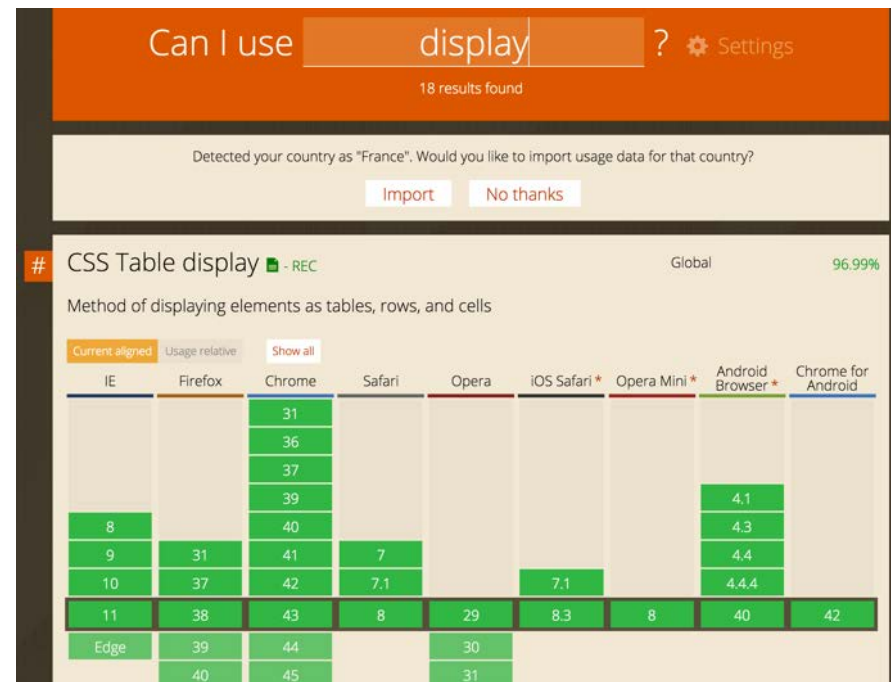 Can I use display ? Settings
18 results found
Detected your country as "France". Would you like to import usage data for that country?
Import No thanks
# CSS Table display - REC Global 96.99%
Method of displaying elements as tables, rows, and cells
Current aligned Usage relative Show all
IE Firefox Chrome Safari Opera iOS Safari * Opera Mini * Android Browser * Chrome for Android
31
36
37
39 4.1
8 40 4.3
9 31 41 7 4.4
10 37 42 7.1 7.1 4.4.4
11 38 43 8 29 8.3 8 40 42
Edge 39 44 30
40 45 31